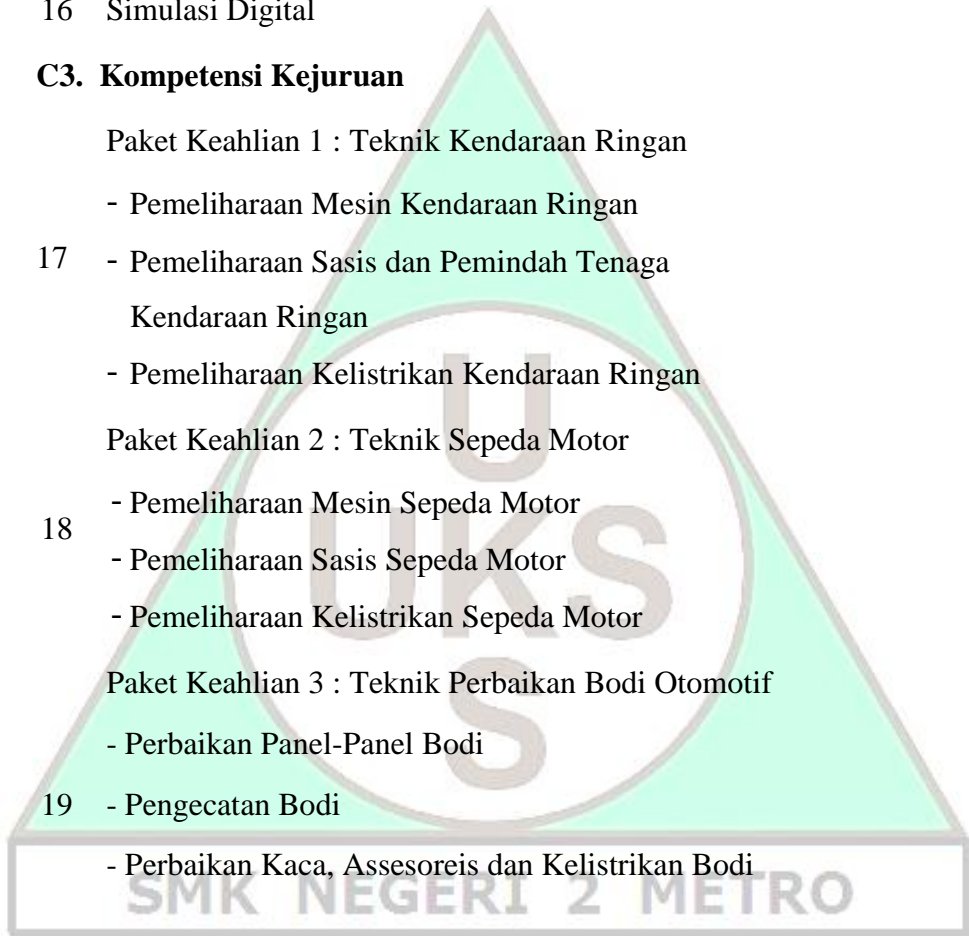 16 Simulasi Digital
C3. Kompetensi Kejuruan
Paket Keahlian 1 : Teknik Kendaraan Ringan
- Pemeliharaan Mesin Kendaraan Ringan
17 - Pemeliharaan Sasis dan Pemindah Tenaga
Kendaraan Ringan
- Pemeliharaan Kelistrikan Kendaraan Ringan
Paket Keahlian 2 : Teknik Sepeda Motor
- Pemeliharaan Mesin Sepeda Motor
18
- Pemeliharaan Sasis Sepeda Motor
- Pemeliharaan Kelistrikan Sepeda Motor
Paket Keahlian 3 : Teknik Perbaikan Bodi Otomotif
- Perbaikan Panel-Panel Bodi
19 - Pengecatan Bodi
- Perbaikan Kaca, Assesoreis dan Kelistrikan Bodi
U
UKS
S
SMK NEGERI 2 METRO